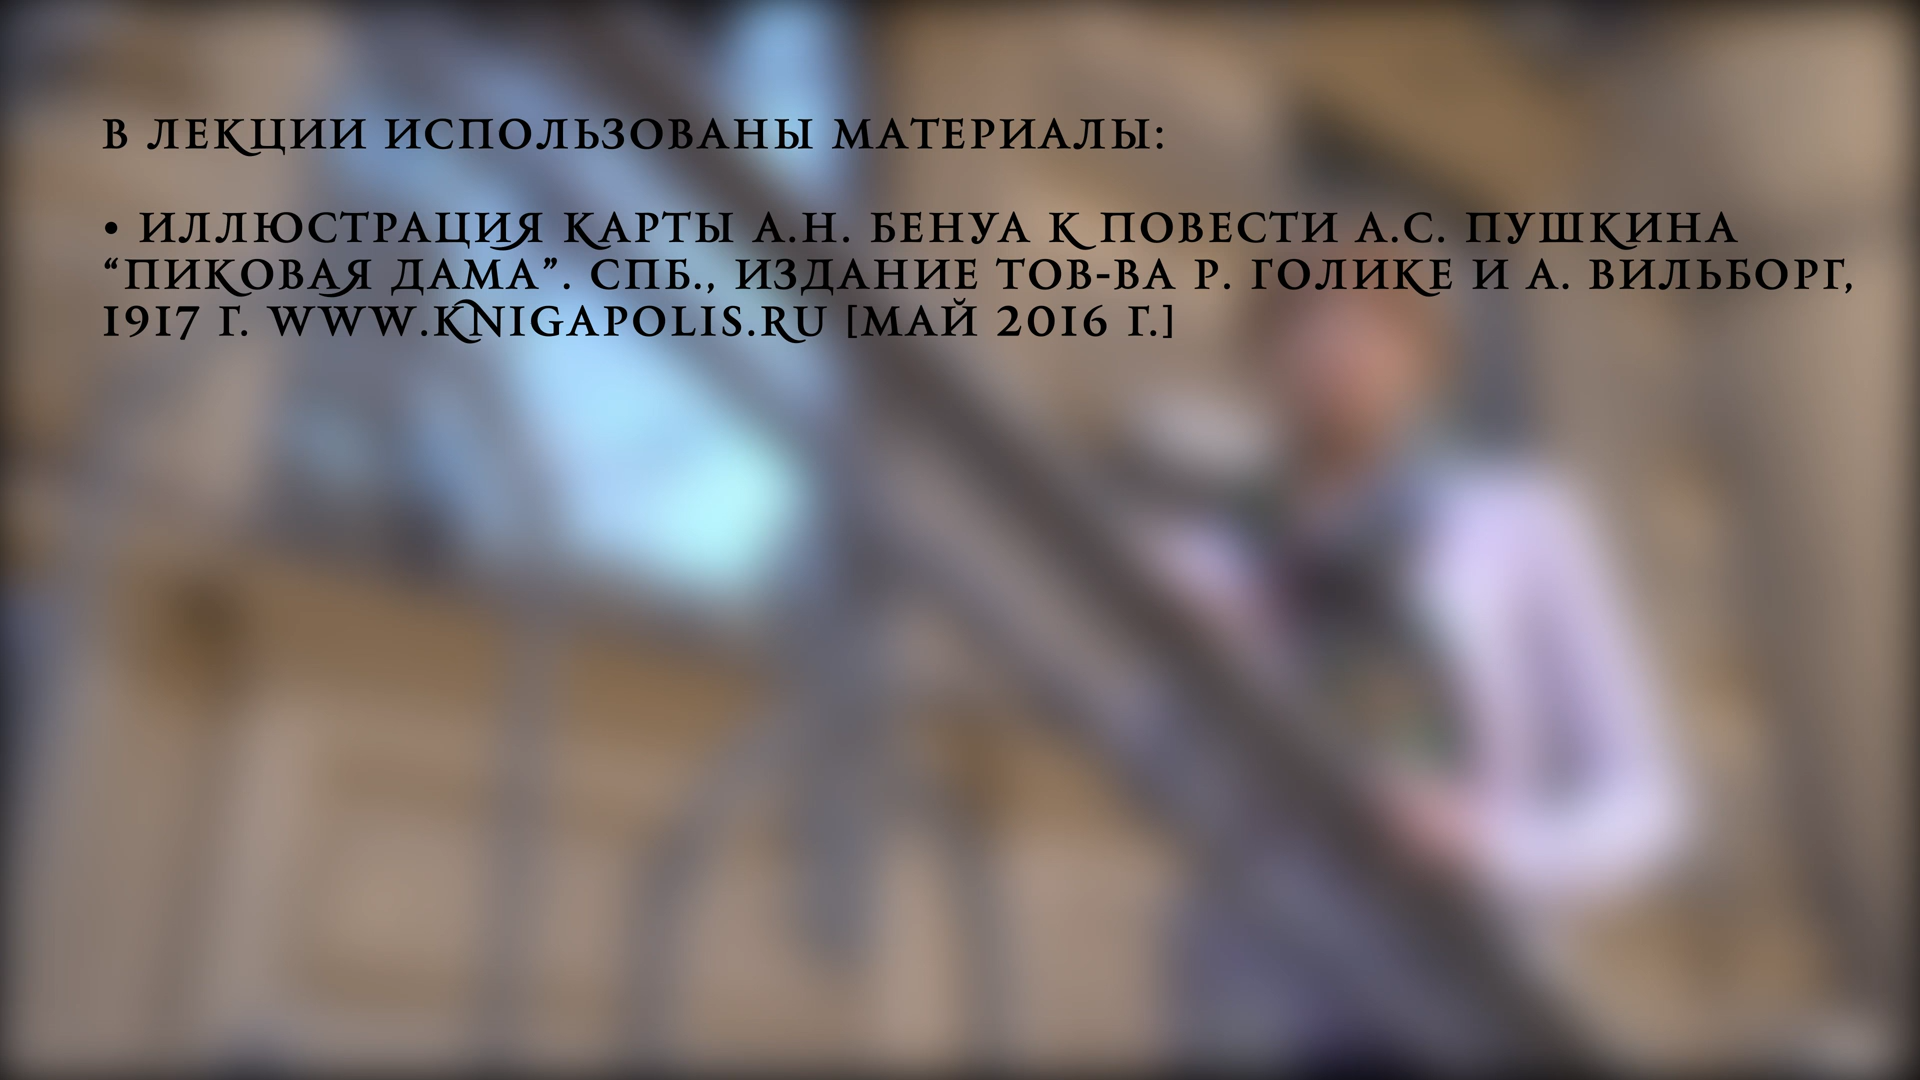 В ЛЕКЦИИ ИСПОЛЬЗОВАНЫ МАТЕРИАЛЫ:
• ИЛЛЮСТРАЦИЯ КАРТЫ А.Н. БЕНУА К ПОВЕСТИ А.С. ПУШКИНА
“ПИКОВАЯ ДАМА”. СПБ., ИЗДАНИЕ ТОВ-ВА Р. ГОЛИКЕ И А. ВИЛЬБОРГ,
1917 Г. WWW.KNIGAPOLIS.RU [МАЙ 2016 Г.]